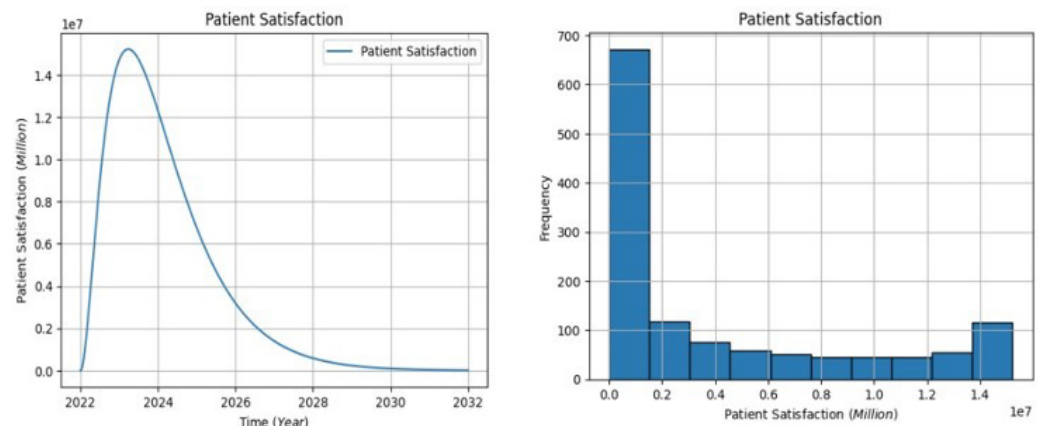 Patient Satisfaction
1e7
Patient Satisfaction
1.4
1.2
1.0
0.8
0.6
0.4
0.2
0.0
Patient Satisfaction (Million)
2022 2024 2026 2028 2030 2032
Time (Year)
Patient Satisfaction
700
600
500
400
300
200
100
0
Frequency
0.0 0.2 0.4 0.6 0.8 1.0 1.2 1.4
1e7
Patient Satisfaction (Million)